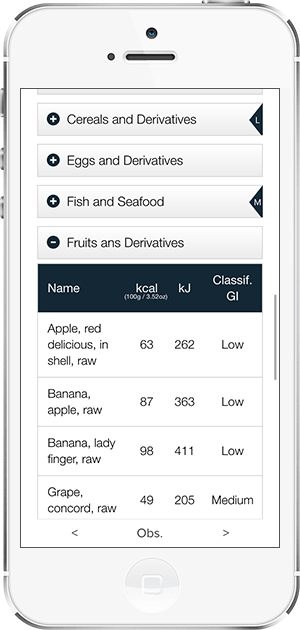 Cereals and Derivatives
L
Eggs and Derivatives
Fish and Seafood
M
Fruits ans Derivatives
Name kcal kJ Classif. GI
(100g / 3.52oz)
Apple, red
delicious, in 63 262 Low
shell, raw
Banana, 87 363 Low
apple, raw
Banana, lady 98 411 Low
finger, raw
Grape, 49 205 Medium
concord, raw
< Obs. >